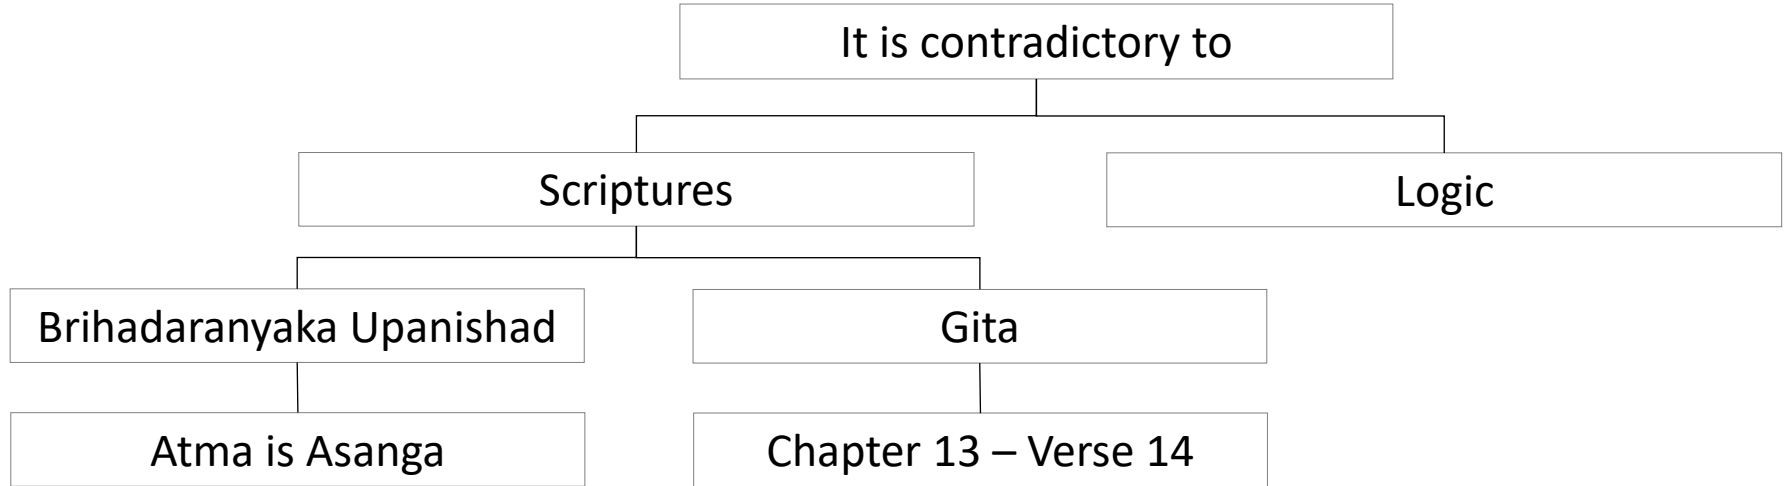 It is contradictory to
Scriptures
Logic
Brihadaranyaka Upanishad
Gita
Atma is Asanga
Chapter 13 – Verse 14